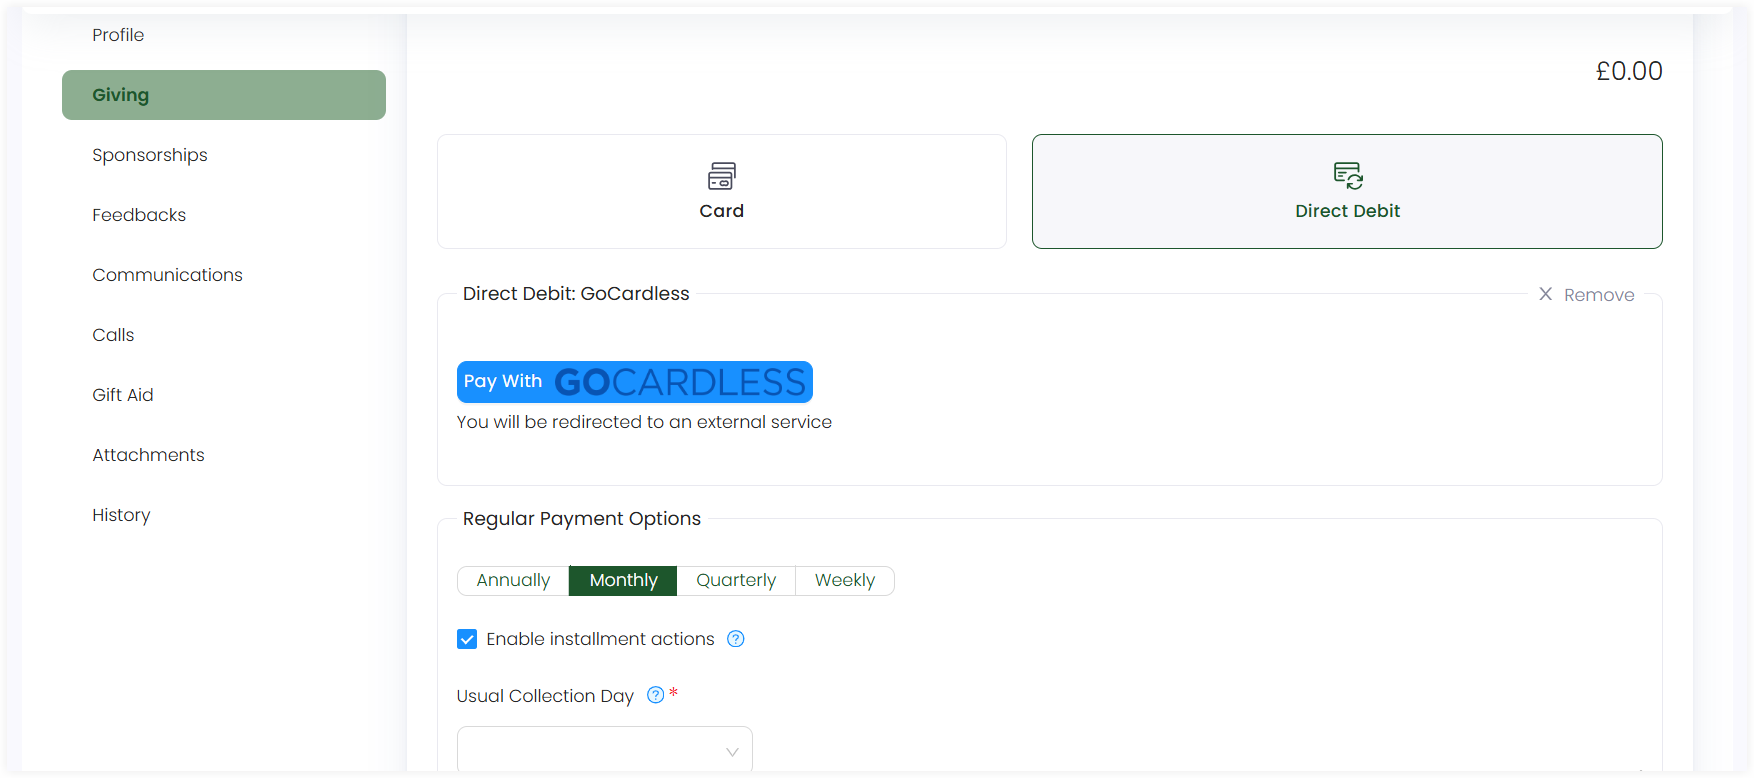 Profile
Giving
Sponsorships
Feedbacks
Communications
Calls
Gift Aid
Attachments
History
£0.00
Card
Direct Debit
Direct Debit: GoCardless
X Remove
Pay With GOCARDLESS
You will be redirected to an external service
Regular Payment Options
Annually Monthly Quarterly Weekly
Enable installment actions ?
Usual Collection Day ? *